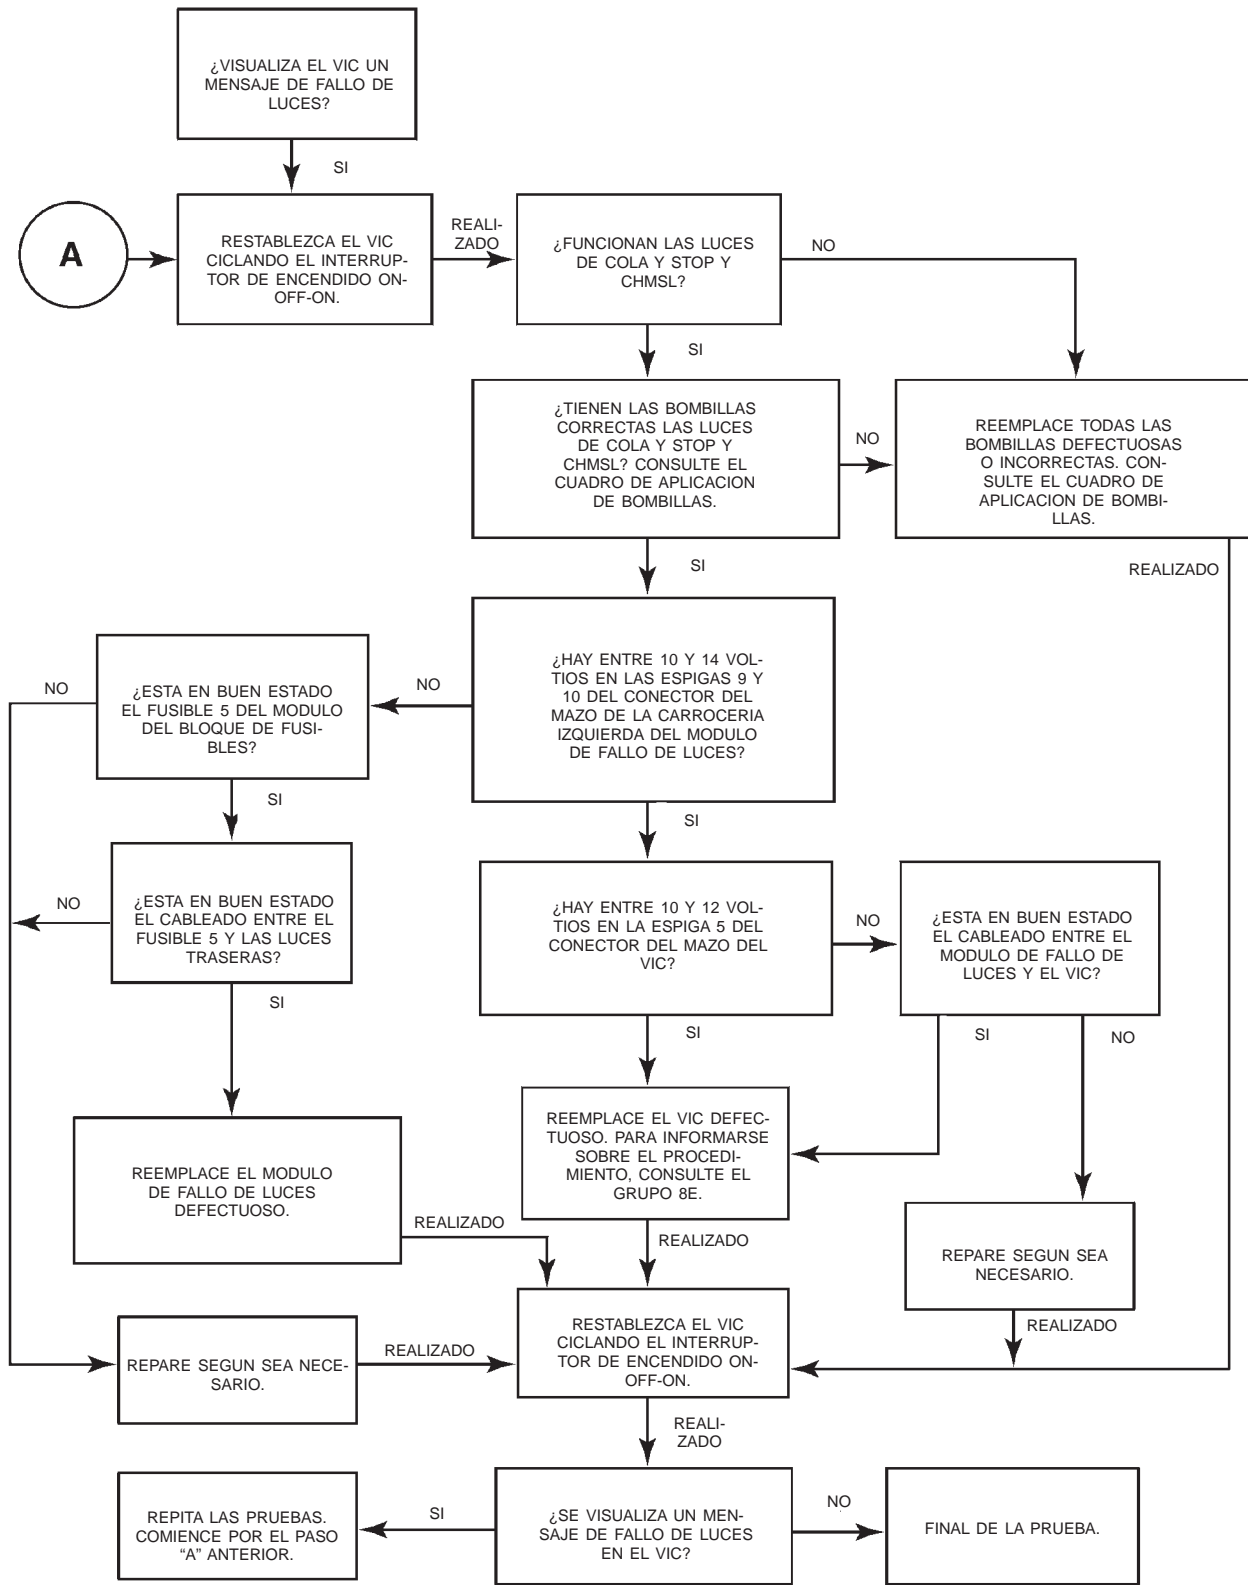 ¿VISUALIZA EL VIC UN
MENSAJE DE FALLO DE
LUCES?
SI
A
RESTABLEZCA EL VIC
CICLANDO EL INTERRUP-
TOR DE ENCENDIDO ON-
OFF-ON.
REALI-
ZADO
¿FUNCIONAN LAS LUCES
DE COLA Y STOP Y
CHMSL?
NO
SI
¿TIENEN LAS BOMBILLAS
CORRECTAS LAS LUCES
DE COLA Y STOP Y
CHMSL? CONSULTE EL
CUADRO DE APLICACION
DE BOMBILLAS.
NO
REEMPLACE TODAS LAS
BOMBILLAS DEFECTUOSAS
O INCORRECTAS. CON-
SULTE EL CUADRO DE
APLICACION DE BOMBI-
LLAS.
SI
REALIZADO
¿HAY ENTRE 10 Y 14 VOL-
TIOS EN LAS ESPIGAS 9 Y
10 DEL CONECTOR DEL
MAZO DE LA CARROCERIA
IZQUIERDA DEL MODULO
DE FALLO DE LUCES?
NO
¿ESTA EN BUEN ESTADO
EL FUSIBLE 5 DEL MODULO
DEL BLOQUE DE FUSI-
BLES?
NO
SI
SI
¿ESTA EN BUEN ESTADO
EL CABLEADO ENTRE EL
FUSIBLE 5 Y LAS LUCES
TRASERAS?
NO
SI
¿HAY ENTRE 10 Y 12 VOL-
TIOS EN LA ESPIGA 5 DEL
CONECTOR DEL MAZO DEL
VIC?
NO
¿ESTA EN BUEN ESTADO
EL CABLEADO ENTRE EL
MODULO DE FALLO DE
LUCES Y EL VIC?
SI
SI
NO
REEMPLACE EL MODULO
DE FALLO DE LUCES
DEFECTUOSO.
REALIZADO
REEMPLACE EL VIC DEFEC-
TUOSO. PARA INFORMARSE
SOBRE EL PROCEDI-
MIENTO, CONSULTE EL
GRUPO 8E.
REALIZADO
REPARE SEGUN SEA
NECESARIO.
REALIZADO
REPARE SEGUN SEA NECE-
SARIO.
REALIZADO
RESTABLEZCA EL VIC
CICLANDO EL INTERRUP-
TOR DE ENCENDIDO ON-
OFF-ON.
REALI-
ZADO
¿SE VISUALIZA UN MEN-
SAJE DE FALLO DE LUCES
EN EL VIC?
SI
REPITA LAS PRUEBAS.
COMIENCE POR EL PASO
“A” ANTERIOR.
NO
FINAL DE LA PRUEBA.